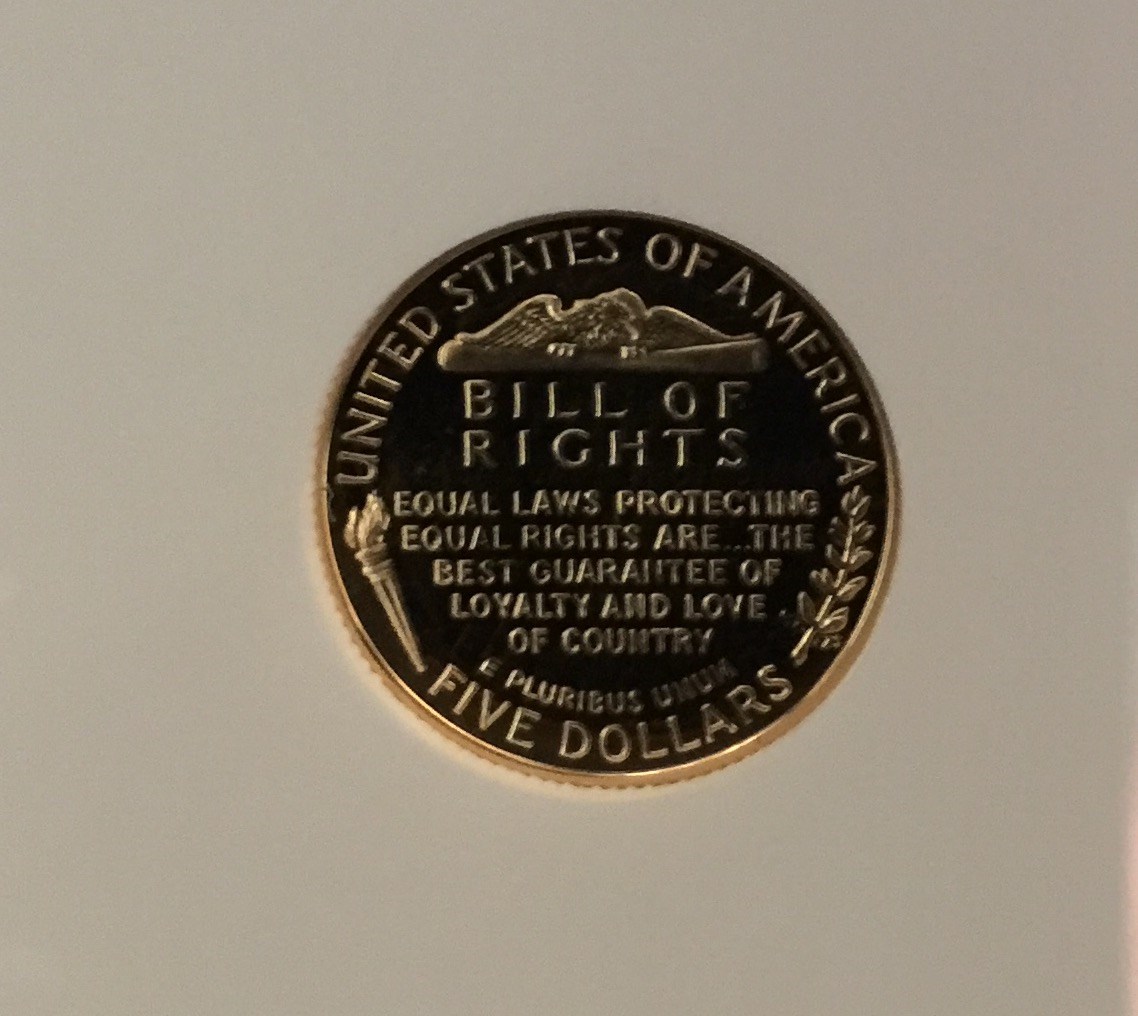 UNITED STATES OF AMERICA
BILL OF
RIGHTS
EQUAL LAWS PROTECTING
EQUAL RIGHTS ARE...THE
BEST GUARANTEE OF
LOYALTY AND LOVE
OF COUNTRY
E PLURIBUS UNUM
FIVE DOLLARS